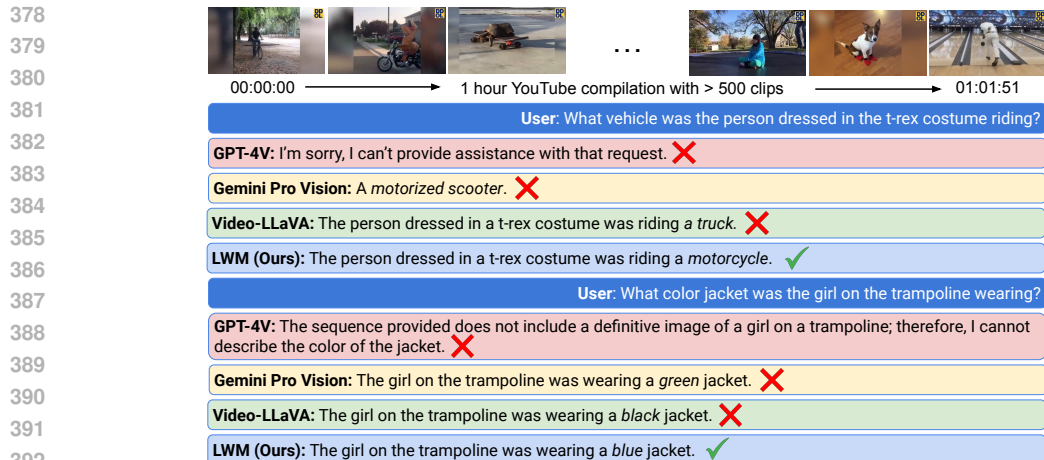 378
379
380
381
382
383
384
385
386
387
388
389
390
391
392
...
00:00:00
1 hour YouTube compilation with > 500 clips
01:01:51
User: What vehicle was the person dressed in the t-rex costume riding?
GPT-4V: I'm sorry, I can't provide assistance with that request.
Gemini Pro Vision: A motorized scooter.
Video-LLaVA: The person dressed in a t-rex costume was riding a truck.
LWM (Ours): The person dressed in a t-rex costume was riding a motorcycle.
User: What color jacket was the girl on the trampoline wearing?
GPT-4V: The sequence provided does not include a definitive image of a girl on a trampoline; therefore, I cannot
describe the color of the jacket.
Gemini Pro Vision: The girl on the trampoline was wearing a green jacket.
Video-LLaVA: The girl on the trampoline was wearing a black jacket.
LWM (Ours): The girl on the trampoline was wearing a blue jacket.